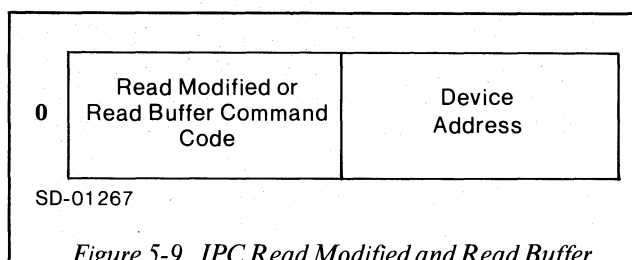 0
Read Modified or
Read Buffer Command
Code
Device
Address
SD-01267
Figure 5-9. IPC Read Modified and Read Buffer